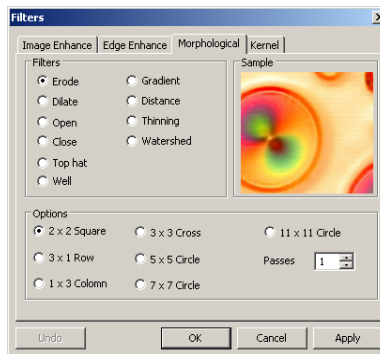 Filters
Image Enhance Edge Enhance Morphological Kernel
Filters
Erode Gradient
Dilate Distance
Open Thinning
Close Watershed
Top hat
Well
Sample
Options
2 x 2 Square 3 x 3 Cross 11 x 11 Circle
3 x 1 Row 5 x 5 Circle Passes 1
1 x 3 Colomn 7 x 7 Circle
Undo OK Cancel Apply